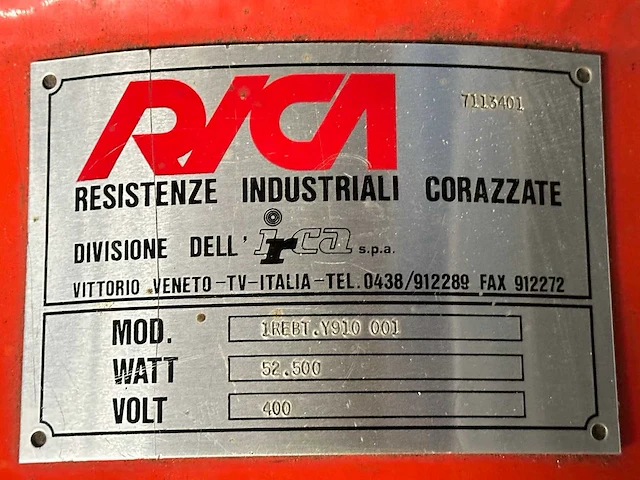 RICA
7113401
RESISTENZE INDUSTRIALI CORAZZATE
DIVISIONE DELL' irca s.p.a.
VITTORIO VENETO-TV-ITALIA-TEL.0438/912289 FAX 912272
MOD. 1REBT.Y910 001
WATT 52.500
VOLT 400